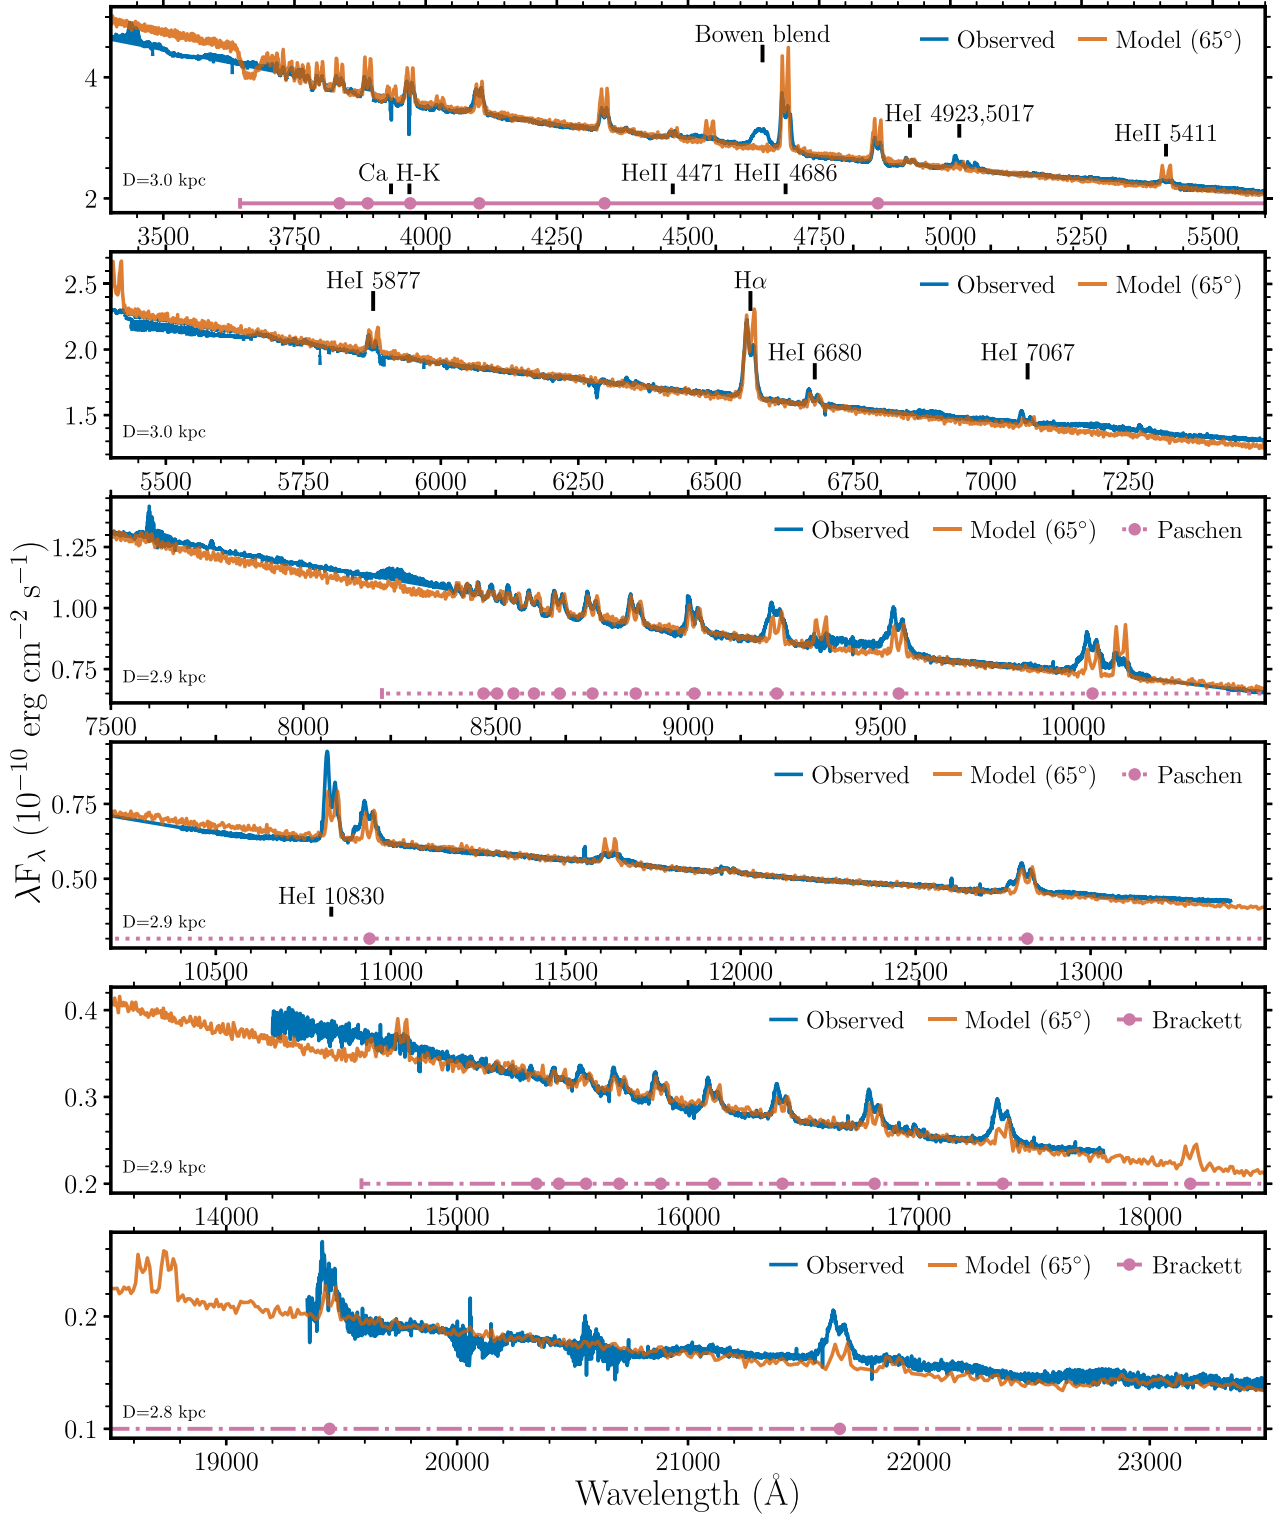 Bowen blend
Observed Model (65°)
HeI 4923,5017
HeII 5411
Ca H-K
HeII 4471 HeII 4686
D=3.0 kpc
4
2
3500 3750 4000 4250 4500 4750 5000 5250 5500
HeI 5877
Hα
Observed Model (65°)
HeI 6680
HeI 7067
D=3.0 kpc
2.5
2.0
1.5
5500 5750 6000 6250 6500 6750 7000 7250
Observed Model (65°) Paschen
D=2.9 kpc
1.25
1.00
0.75
7500 8000 8500 9000 9500 10000
Observed Model (65°) Paschen
HeI 10830
D=2.9 kpc
0.75
0.50
10500 11000 11500 12000 12500 13000
Observed Model (65°) Brackett
D=2.9 kpc
0.4
0.3
0.2
14000 15000 16000 17000 18000
Observed Model (65°) Brackett
D=2.8 kpc
0.2
0.1
19000 20000 21000 22000 23000
Wavelength (Å)
λF_λ (10⁻¹⁰ erg cm⁻² s⁻¹)